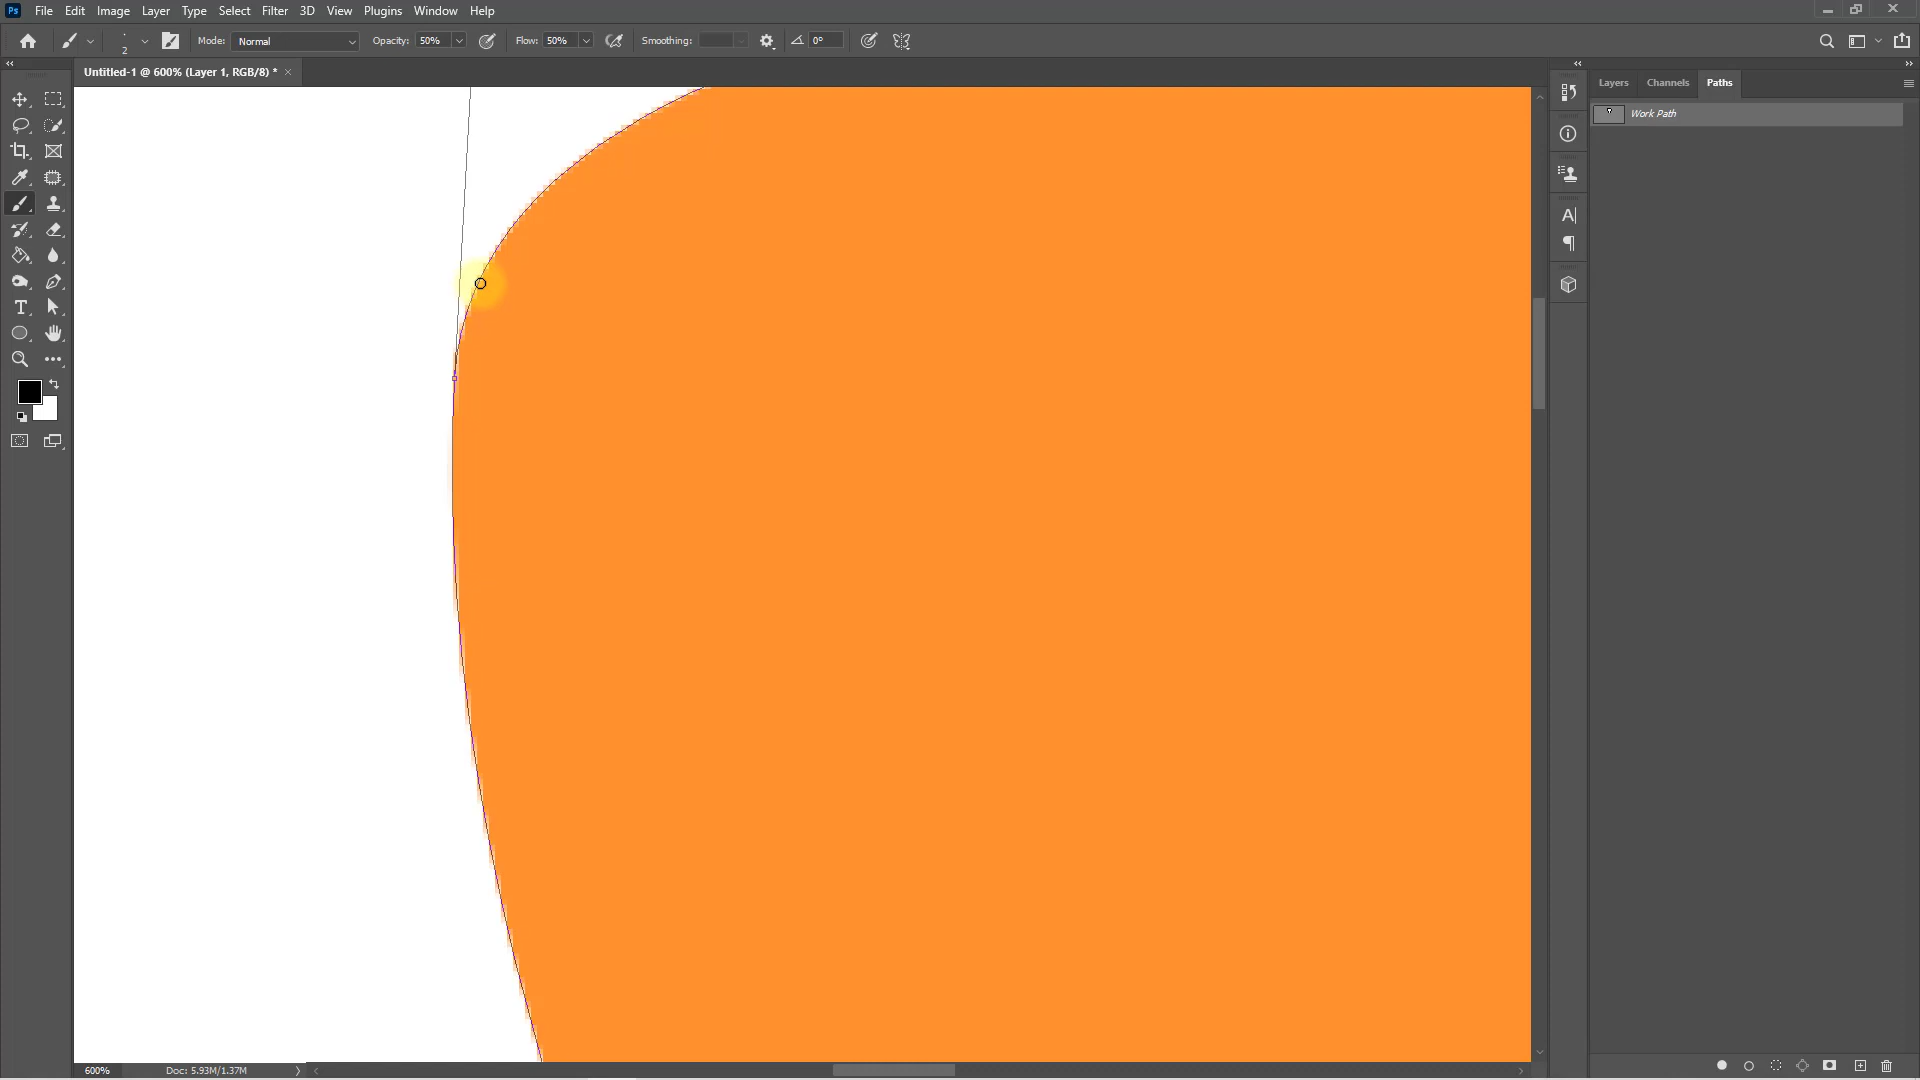 Ps File Edit Image Layer Type Select Filter 3D View Plugins Window Help
2 Mode: Normal Opacity: 50% Flow: 50% Smoothing: 0°
Untitled-1 @ 600% (Layer 1, RGB/8) *
Layers Channels Paths
Work Path
600% Doc: 5.93M/1.37M